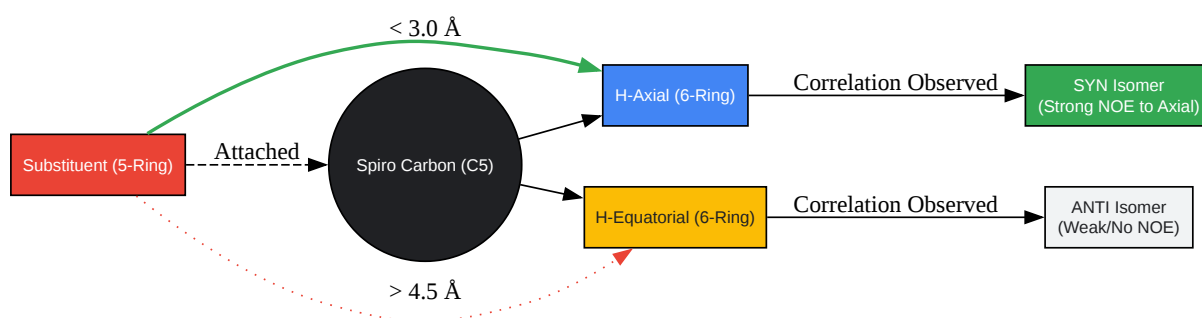 < 3.0 Å
Substituent (5-Ring)
Attached
Spiro Carbon (C5)
H-Axial (6-Ring)
Correlation Observed
SYN Isomer
(Strong NOE to Axial)
H-Equatorial (6-Ring)
Correlation Observed
ANTI Isomer
(Weak/No NOE)
> 4.5 Å